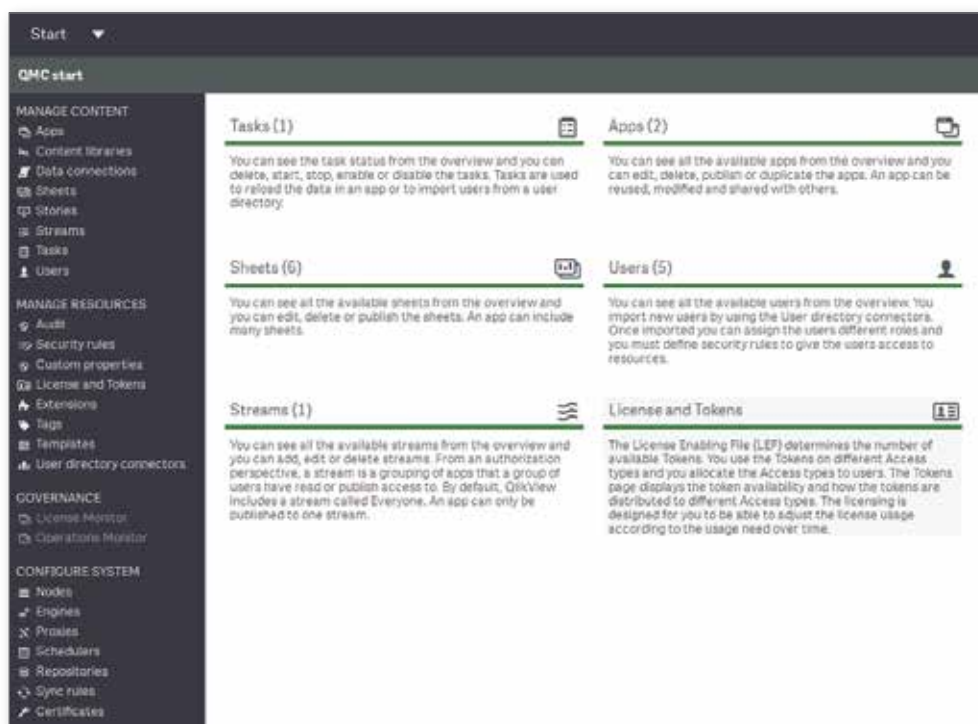 Start
QMC start
MANAGE CONTENT
Apps
Content libraries
Data connections
Sheets
Stories
Streams
Tasks
Users
MANAGE RESOURCES
Audit
Security rules
Custom properties
License and Tokens
Extensions
Tags
Templates
User directory connectors
GOVERNANCE
License Monitor
Operations Monitor
CONFIGURE SYSTEM
Nodes
Engines
Proxies
Schedulers
Repositories
Sync rules
Certificates
Tasks (1)
You can see the task status from the overview and you can
delete, start, stop, enable or disable the tasks. Tasks are used
to reload the data in an app or to import users from a user
directory.
Apps (2)
You can see all the available apps from the overview and you
can edit, delete, publish or duplicate the apps. An app can be
reused, modified and shared with others.
Sheets (6)
You can see all the available sheets from the overview and
you can edit, delete or publish the sheets. An app can include
many sheets.
Users (5)
You can see all the available users from the overview. You
import new users by using the User directory connectors.
Once imported you can assign the users different roles and
you must define security rules to give the users access to
resources.
Streams (1)
You can see all the available streams from the overview and
you can add, edit or delete streams. From an authorization
perspective, a stream is a grouping of apps that a group of
users have read or publish access to. By default, QlikView
includes a stream called Everyone. An app can only be
published to one stream.
License and Tokens
The License Enabling File (LEF) determines the number of
available Tokens. You use the Tokens on different Access
types and you allocate the Access types to users. The Tokens
page displays the token availability and how the tokens are
distributed to different Access types. The licensing is
designed for you to be able to adjust the license usage
according to the usage need over time.